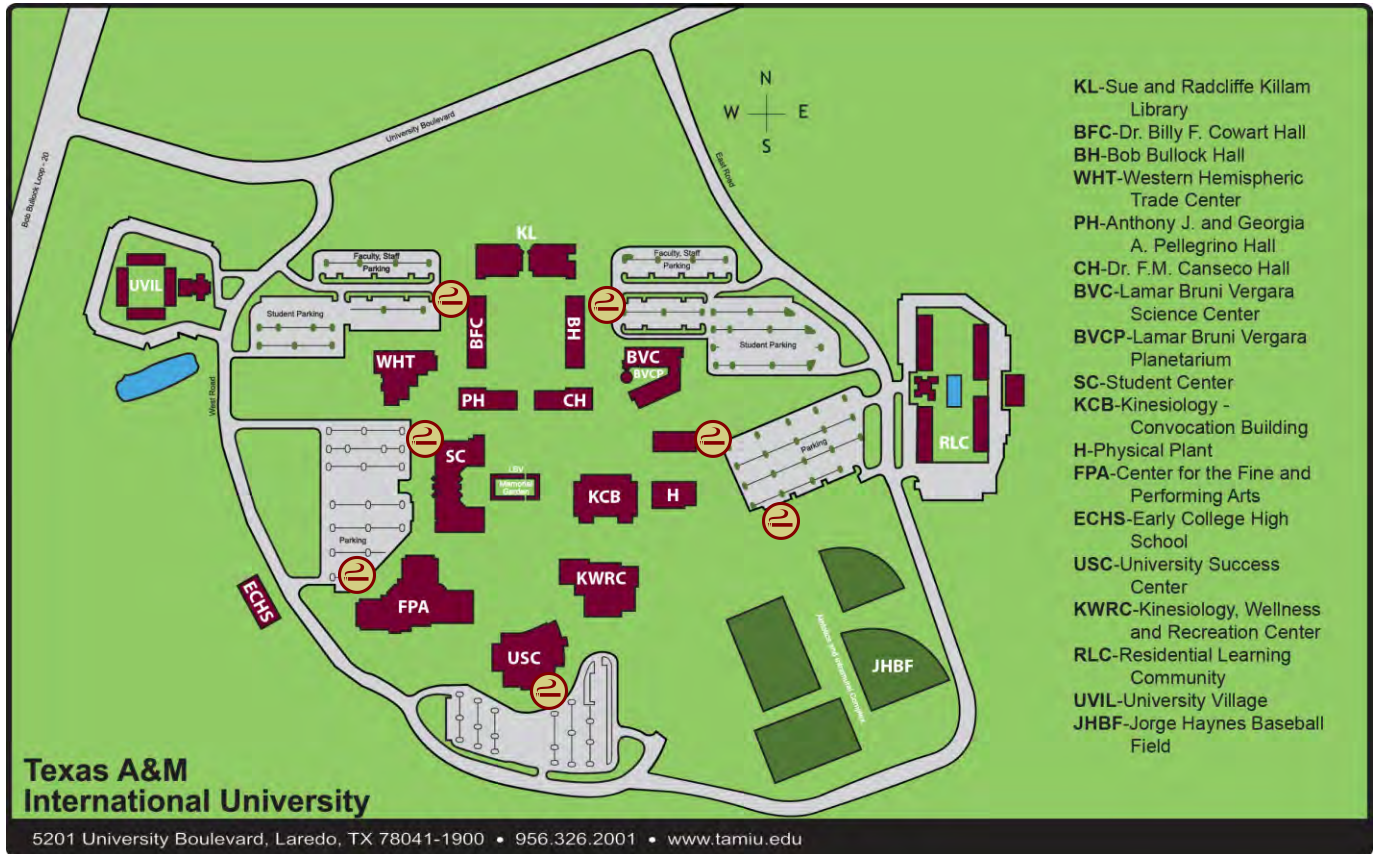 Bob Bullock Loop - 20
University Boulevard
East Road
N
W E
S
KL
Faculty, Staff
Parking
Faculty, Staff
Parking
UVIL
Student Parking
BFC
BH
Student Parking
WHT
BVC
BVCP
West Road
PH
CH
RLC
Parking
SC
LBV
Memorial
Garden
KCB
H
Parking
ECHS
FPA
KWRC
USC
Athletics and Intramural Complex
JHBF
KL-Sue and Radcliffe Killam
Library
BFC-Dr. Billy F. Cowart Hall
BH-Bob Bullock Hall
WHT-Western Hemispheric
Trade Center
PH-Anthony J. and Georgia
A. Pellegrino Hall
CH-Dr. F.M. Canseco Hall
BVC-Lamar Bruni Vergara
Science Center
BVCP-Lamar Bruni Vergara
Planetarium
SC-Student Center
KCB-Kinesiology -
Convocation Building
H-Physical Plant
FPA-Center for the Fine and
Performing Arts
ECHS-Early College High
School
USC-University Success
Center
KWRC-Kinesiology, Wellness
and Recreation Center
RLC-Residential Learning
Community
UVIL-University Village
JHBF-Jorge Haynes Baseball
Field
Texas A&M
International University
5201 University Boulevard, Laredo, TX 78041-1900 • 956.326.2001 • www.tamiu.edu